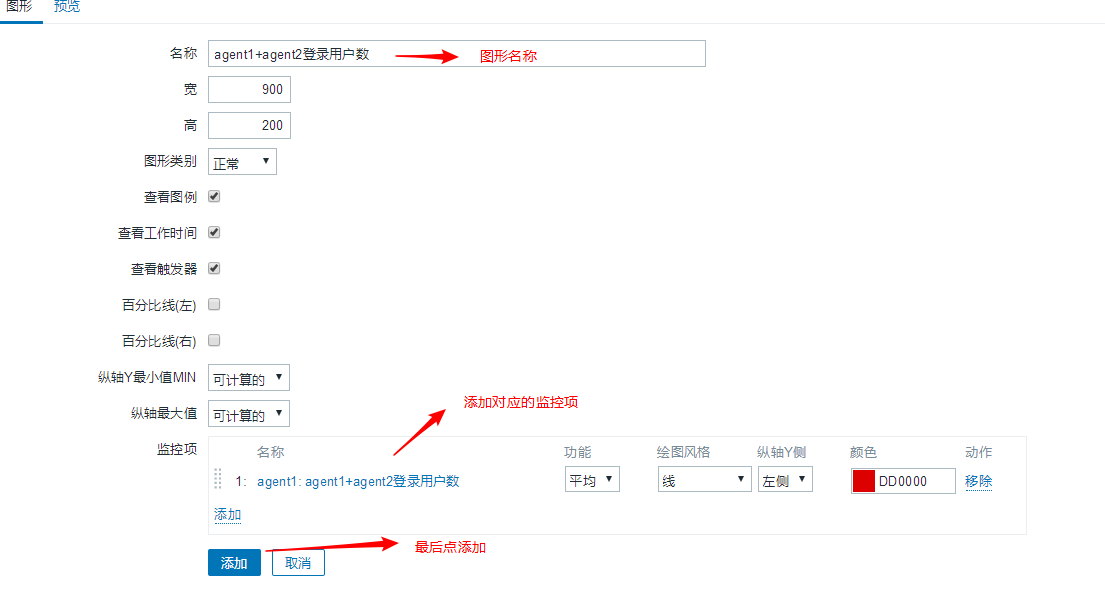 图形 预览
名称 agent1+agent2登录用户数 图形名称
宽 900
高 200
图形类别 正常
查看图例
查看工作时间
查看触发器
百分比线(左)
百分比线(右)
纵轴Y最小值MIN 可计算的
纵轴最大值 可计算的
添加对应的监控项
监控项 名称 功能 绘图风格 纵轴Y侧 颜色 动作
1: agent1: agent1+agent2登录用户数 平均 线 左侧 DD0000 移除
添加
最后点添加
添加 取消